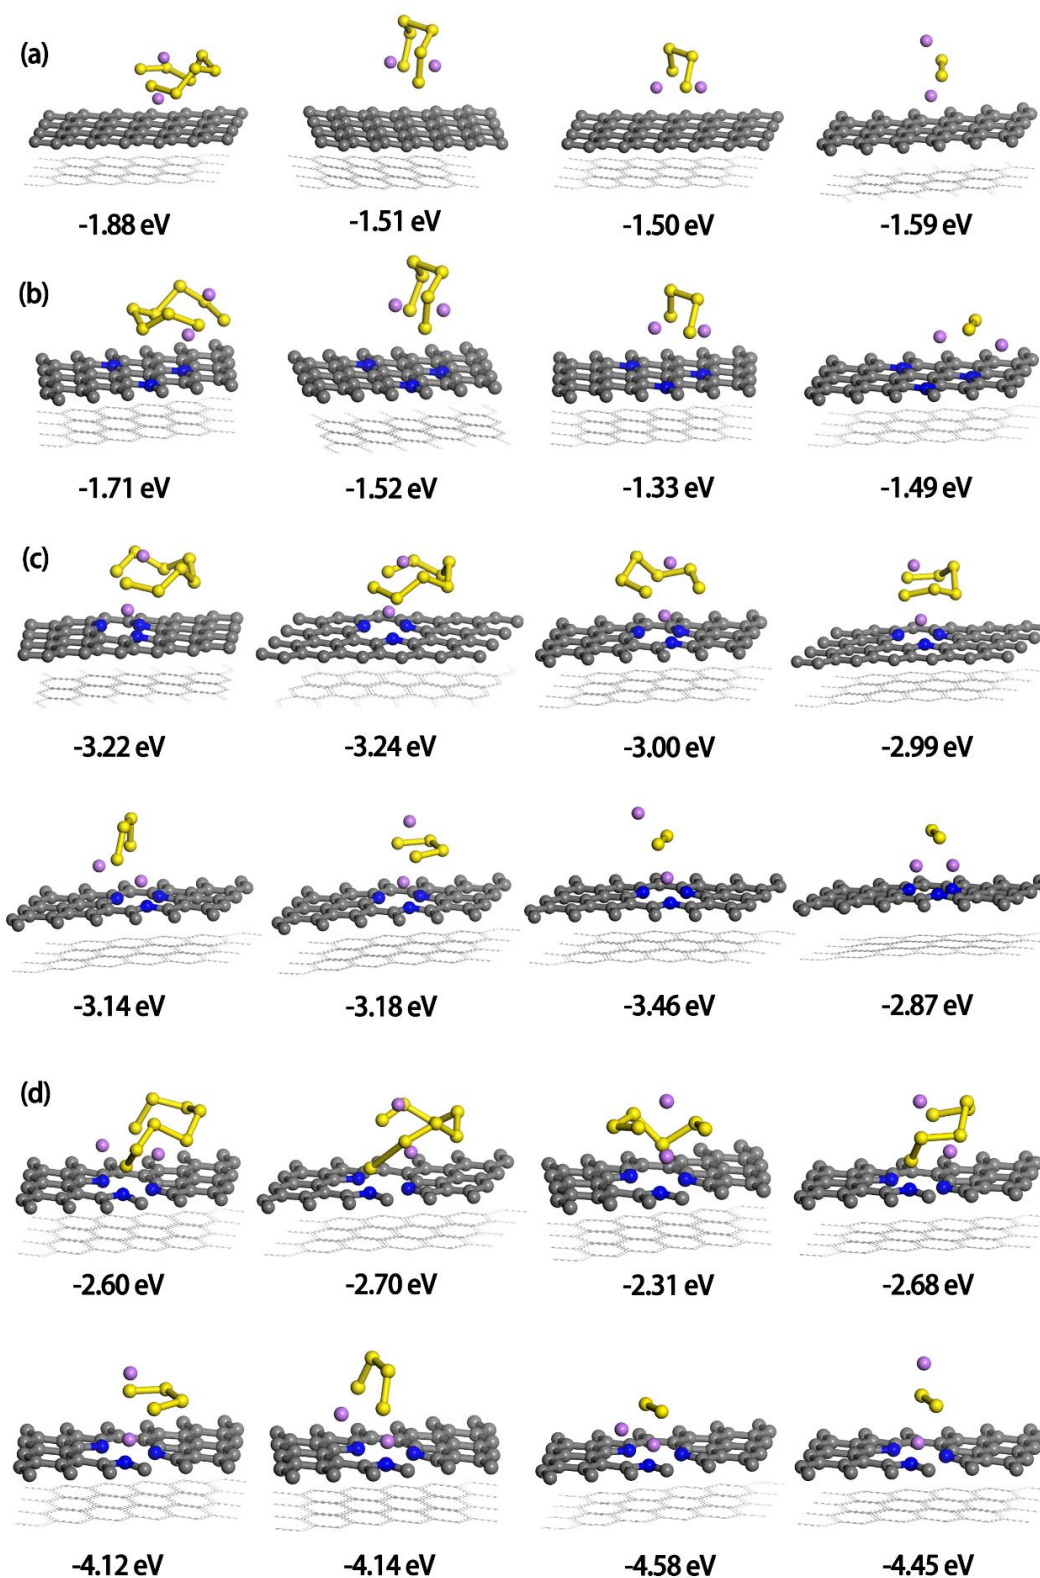 (a)
-1.88 eV -1.51 eV -1.50 eV -1.59 eV
(b)
-1.71 eV -1.52 eV -1.33 eV -1.49 eV
(c)
-3.22 eV -3.24 eV -3.00 eV -2.99 eV
-3.14 eV -3.18 eV -3.46 eV -2.87 eV
(d)
-2.60 eV -2.70 eV -2.31 eV -2.68 eV
-4.12 eV -4.14 eV -4.58 eV -4.45 eV